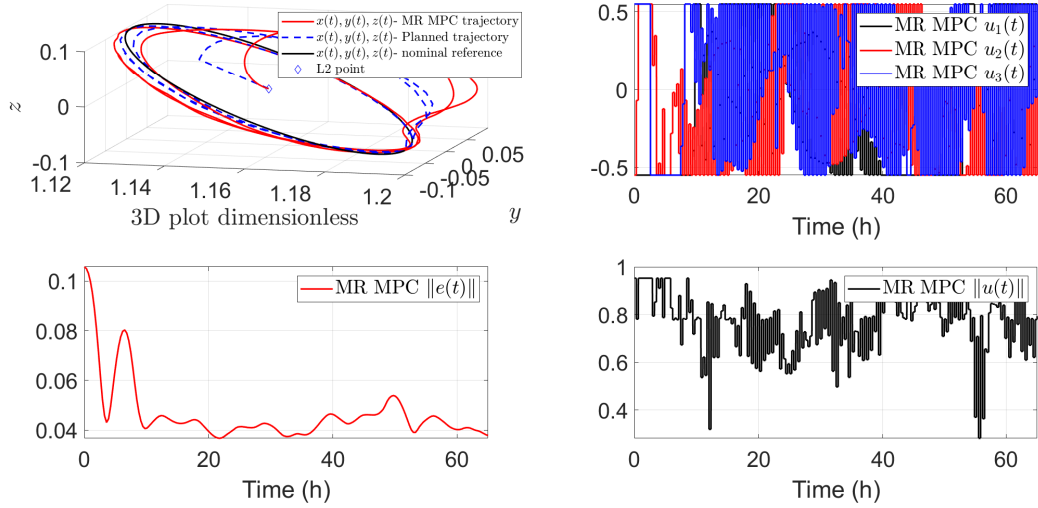 0.1
0
-0.1
z
1.12
1.14
1.16
1.18
1.2
-0.1
-0.05
0
0.05
y
3D plot dimensionless
x(t), y(t), z(t)- MR MPC trajectory
x(t), y(t), z(t)- Planned trajectory
x(t), y(t), z(t)- nominal reference
L2 point
0.5
0
-0.5
0
20
40
60
Time (h)
MR MPC u₁(t)
MR MPC u₂(t)
MR MPC u₃(t)
0.1
0.08
0.06
0.04
0
20
40
60
Time (h)
MR MPC ‖e(t)‖
1
0.8
0.6
0.4
0
20
40
60
Time (h)
MR MPC ‖u(t)‖